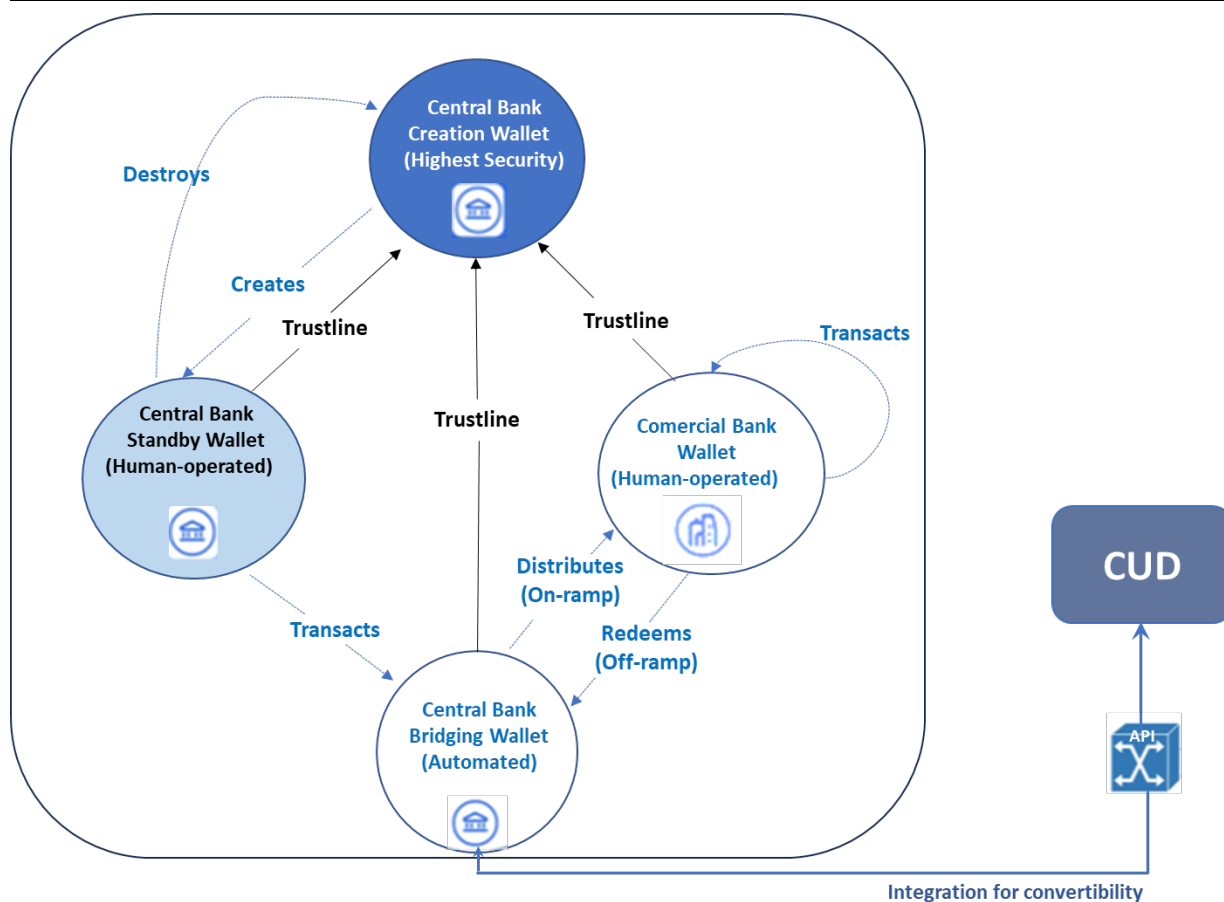 Central Bank
Creation Wallet
(Highest Security)
Destroys
Creates
Trustline
Trustline
Transacts
Central Bank
Standby Wallet
(Human-operated)
Trustline
Comercial Bank
Wallet
(Human-operated)
Distributes
(On-ramp)
CUD
Transacts
Redeems
(Off-ramp)
Central Bank
Bridging Wallet
(Automated)
API
Integration for convertibility